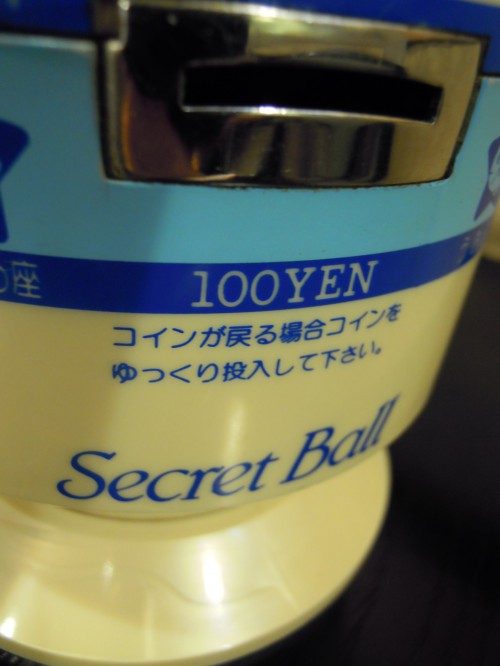 座
100YEN
コインが戻る場合コインを
ゆっくり投入して下さい。
Secret Ball